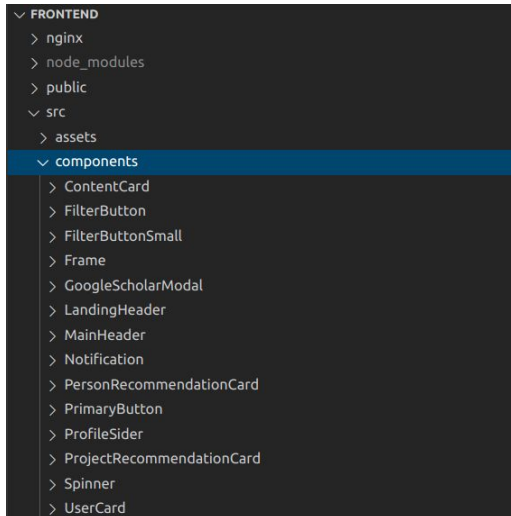 FRONTEND
nginx
node_modules
public
src
assets
components
ContentCard
FilterButton
FilterButtonSmall
Frame
GoogleScholarModal
LandingHeader
MainHeader
Notification
PersonRecommendationCard
PrimaryButton
ProfileSider
ProjectRecommendationCard
Spinner
UserCard